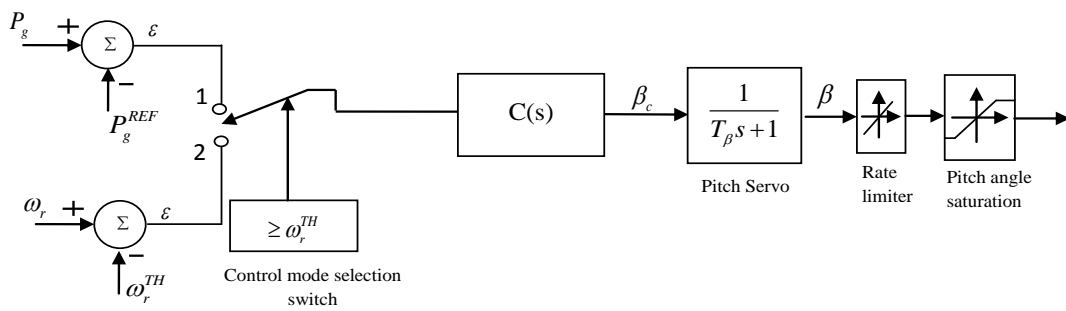 P_g
+
Σ
ε
−
P_g^{REF}
1
2
ω_r
+
Σ
ε
−
ω_r^{TH}
≥ ω_r^{TH}
Control mode selection
switch
C(s)
β_c
1
T_β s + 1
Pitch Servo
β
Rate
limiter
Pitch angle
saturation